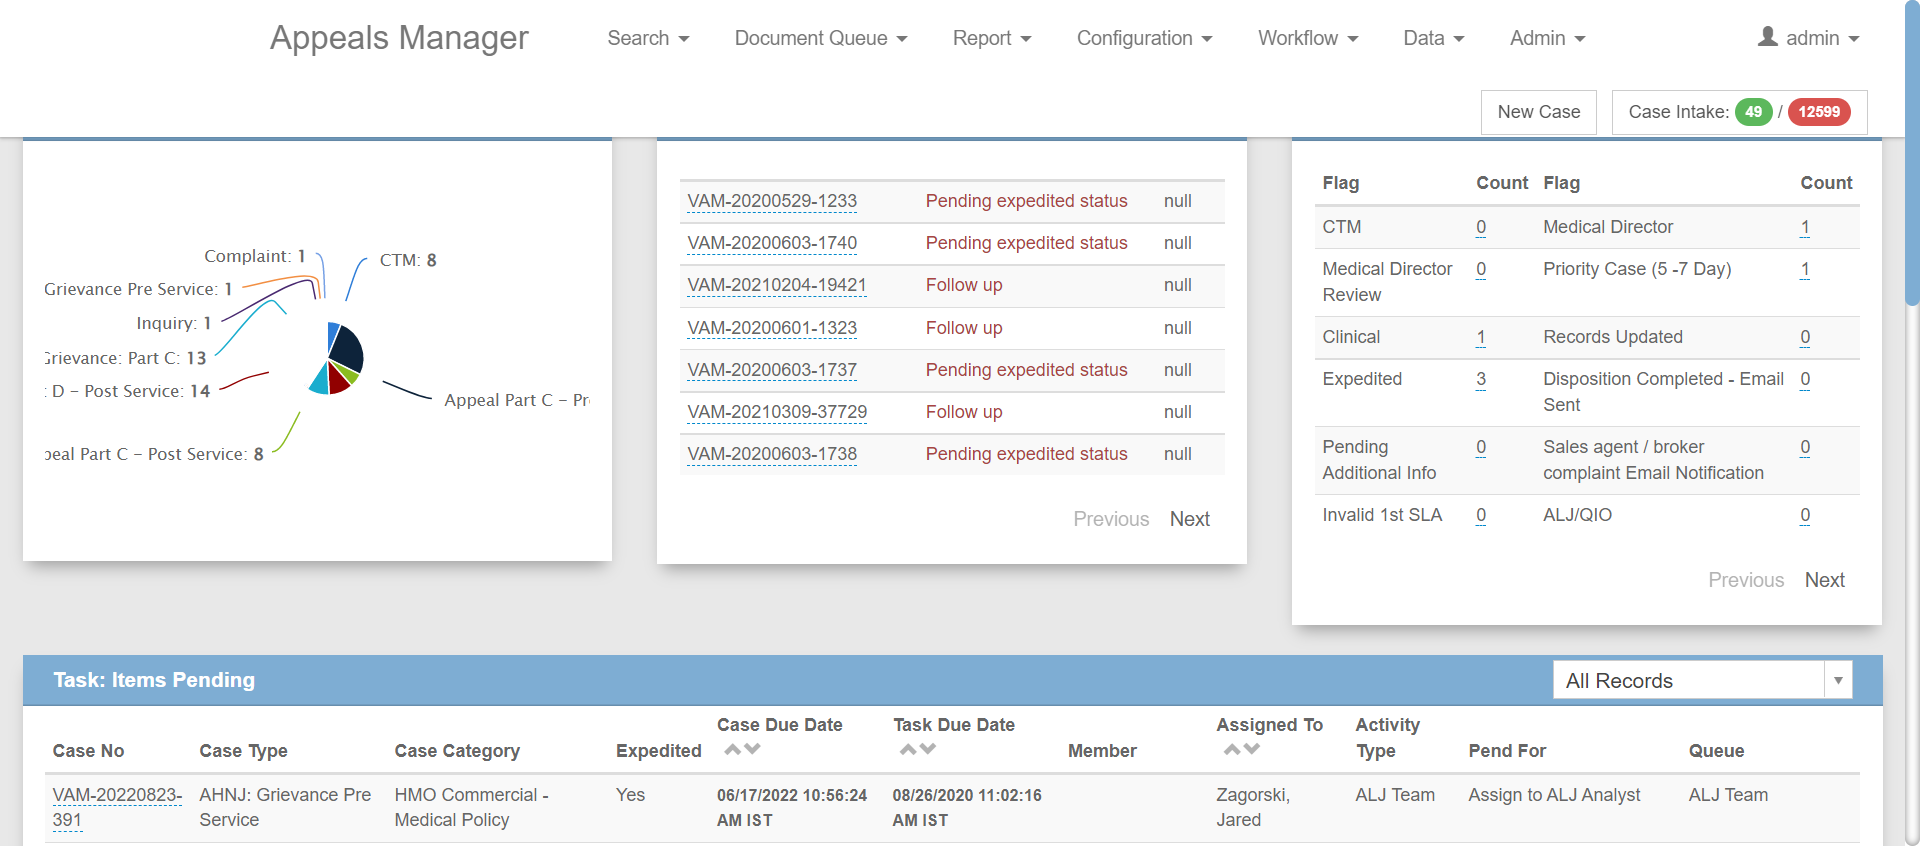 Appeals Manager
Search
Document Queue
Report
Configuration
Workflow
Data
Admin
admin
New Case
Case Intake: 49 / 12599
Complaint: 1
CTM: 8
Grievance Pre Service: 1
Inquiry: 1
Grievance: Part C: 13
D - Post Service: 14
Appeal Part C - Pr
peal Part C - Post Service: 8
VAM-20200529-1233 Pending expedited status null
VAM-20200603-1740 Pending expedited status null
VAM-20210204-19421 Follow up null
VAM-20200601-1323 Follow up null
VAM-20200603-1737 Pending expedited status null
VAM-20210309-37729 Follow up null
VAM-20200603-1738 Pending expedited status null
Previous Next
Flag Count Flag Count
CTM 0 Medical Director 1
Medical Director 0 Priority Case (5 -7 Day) 1
Review
Clinical 1 Records Updated 0
Expedited 3 Disposition Completed - Email 0
Sent
Pending 0 Sales agent / broker 0
Additional Info complaint Email Notification
Invalid 1st SLA 0 ALJ/QIO 0
Previous Next
Task: Items Pending
All Records
Case Due Date Task Due Date Assigned To Activity
Case No Case Type Case Category Expedited Member Type Pend For Queue
VAM-20220823- AHNJ: Grievance Pre HMO Commercial - Yes 06/17/2022 10:56:24 08/26/2020 11:02:16 Zagorski, ALJ Team Assign to ALJ Analyst ALJ Team
391 Service Medical Policy AM IST AM IST Jared